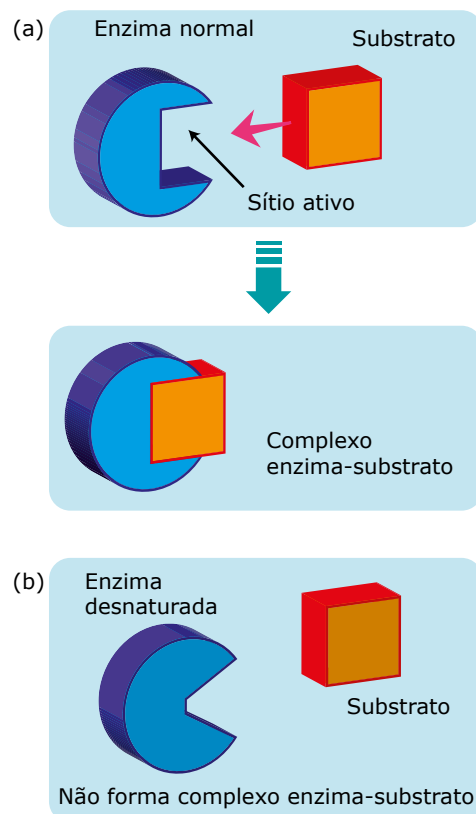 (a)
Enzima normal
Substrato
Sítio ativo
Complexo
enzima-substrato
(b)
Enzima
desnaturada
Substrato
Não forma complexo enzima-substrato